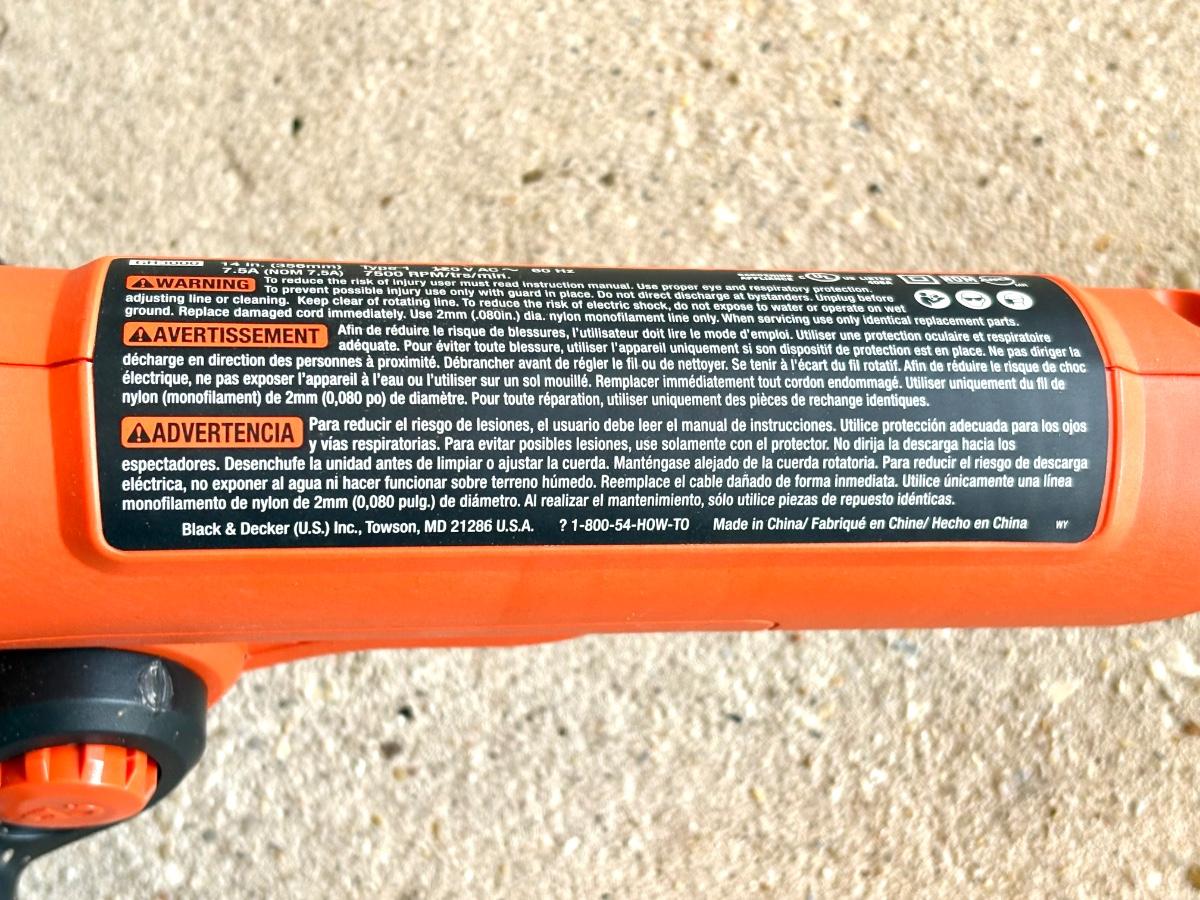 GH3000 14 in. (356mm) Type 1 120 V AC ~ 60 Hz
7.5A (NOM 7.5A) 7500 RPM/trs/min.
GARDENING APPLIANCE
C UL US LISTED
NOM
⚠WARNING To reduce the risk of injury user must read instruction manual. Use proper eye and respiratory protection.
To prevent possible injury use only with guard in place. Do not direct discharge at bystanders. Unplug before
adjusting line or cleaning. Keep clear of rotating line. To reduce the risk of electric shock, do not expose to water or operate on wet
ground. Replace damaged cord immediately. Use 2mm (.080in.) dia. nylon monofilament line only. When servicing use only identical replacement parts.
⚠AVERTISSEMENT Afin de réduire le risque de blessures, l'utilisateur doit lire le mode d'emploi. Utiliser une protection oculaire et respiratoire
adéquate. Pour éviter toute blessure, utiliser l'appareil uniquement si son dispositif de protection est en place. Ne pas diriger la
décharge en direction des personnes à proximité. Débrancher avant de régler le fil ou de nettoyer. Se tenir à l'écart du fil rotatif. Afin de réduire le risque de choc
électrique, ne pas exposer l'appareil à l'eau ou l'utiliser sur un sol mouillé. Remplacer immédiatement tout cordon endommagé. Utiliser uniquement du fil de
nylon (monofilament) de 2mm (0,080 po) de diamètre. Pour toute réparation, utiliser uniquement des pièces de rechange identiques.
⚠ADVERTENCIA Para reducir el riesgo de lesiones, el usuario debe leer el manual de instrucciones. Utilice protección adecuada para los ojos
y vías respiratorias. Para evitar posibles lesiones, use solamente con el protector. No dirija la descarga hacia los
espectadores. Desenchufe la unidad antes de limpiar o ajustar la cuerda. Manténgase alejado de la cuerda rotatoria. Para reducir el riesgo de descarga
eléctrica, no exponer al agua ni hacer funcionar sobre terreno húmedo. Reemplace el cable dañado de forma inmediata. Utilice únicamente una línea
monofilamento de nylon de 2mm (0,080 pulg.) de diámetro. Al realizar el mantenimiento, sólo utilice piezas de repuesto idénticas.
Black & Decker (U.S.) Inc., Towson, MD 21286 U.S.A. ? 1-800-54-HOW-TO Made in China/ Fabriqué en Chine/ Hecho en China WY